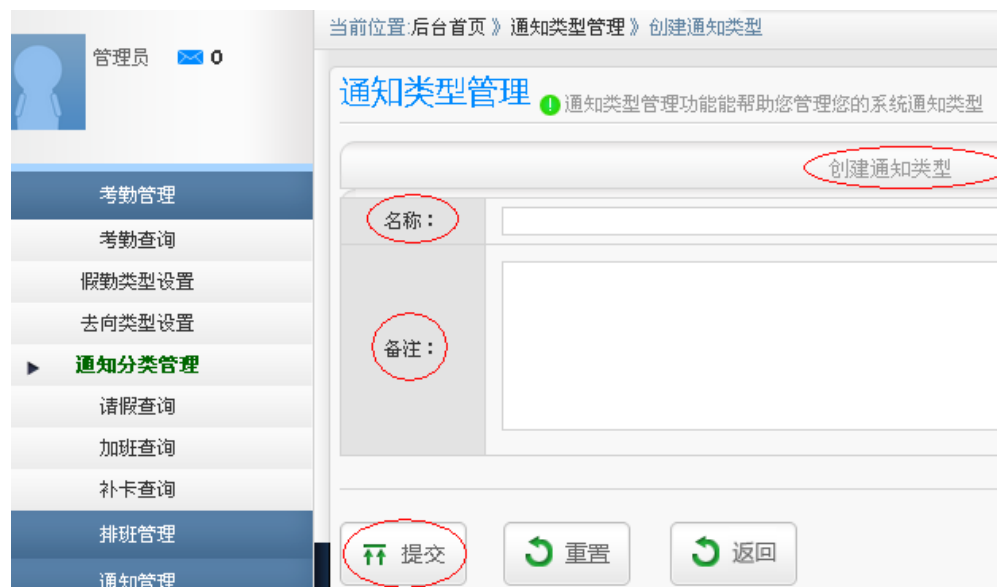 管理员 0
考勤管理
考勤查询
假勤类型设置
去向类型设置
通知分类管理
请假查询
加班查询
补卡查询
排班管理
通知管理
当前位置:后台首页 》 通知类型管理 》 创建通知类型
通知类型管理 通知类型管理功能能帮助您管理您的系统通知类型
创建通知类型
名称：
备注：
提交 重置 返回